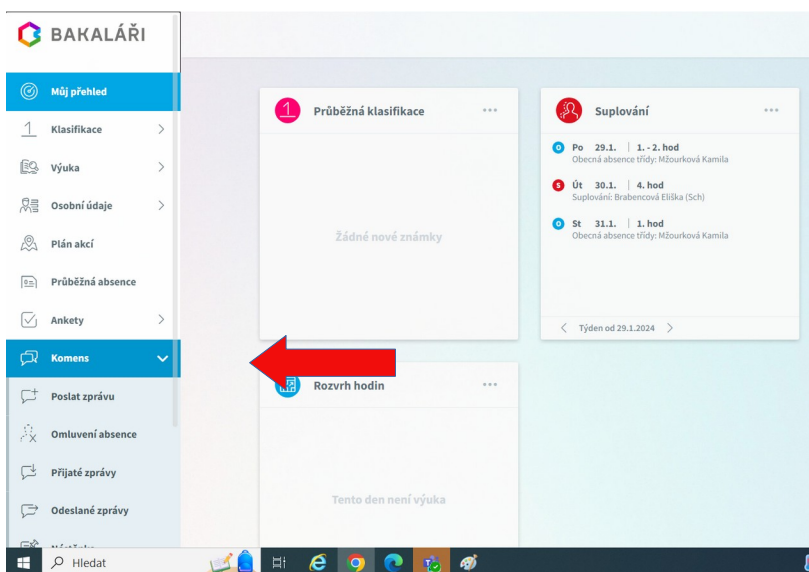 BAKALÁŘI
Můj přehled
Klasifikace
Výuka
Osobní údaje
Plán akcí
Průběžná absence
Ankety
Komens
Poslat zprávu
Omluvení absence
Přijaté zprávy
Odeslané zprávy
Průběžná klasifikace
Žádné nové známky
Suplování
Po 29.1. | 1. - 2. hod
Obecná absence třídy: Mžourková Kamila
Út 30.1. | 4. hod
Suplování: Brabencová Eliška (Sch)
St 31.1. | 1. hod
Obecná absence třídy: Mžourková Kamila
Týden od 29.1.2024
Rozvrh hodin
Tento den není výuka
Hledat